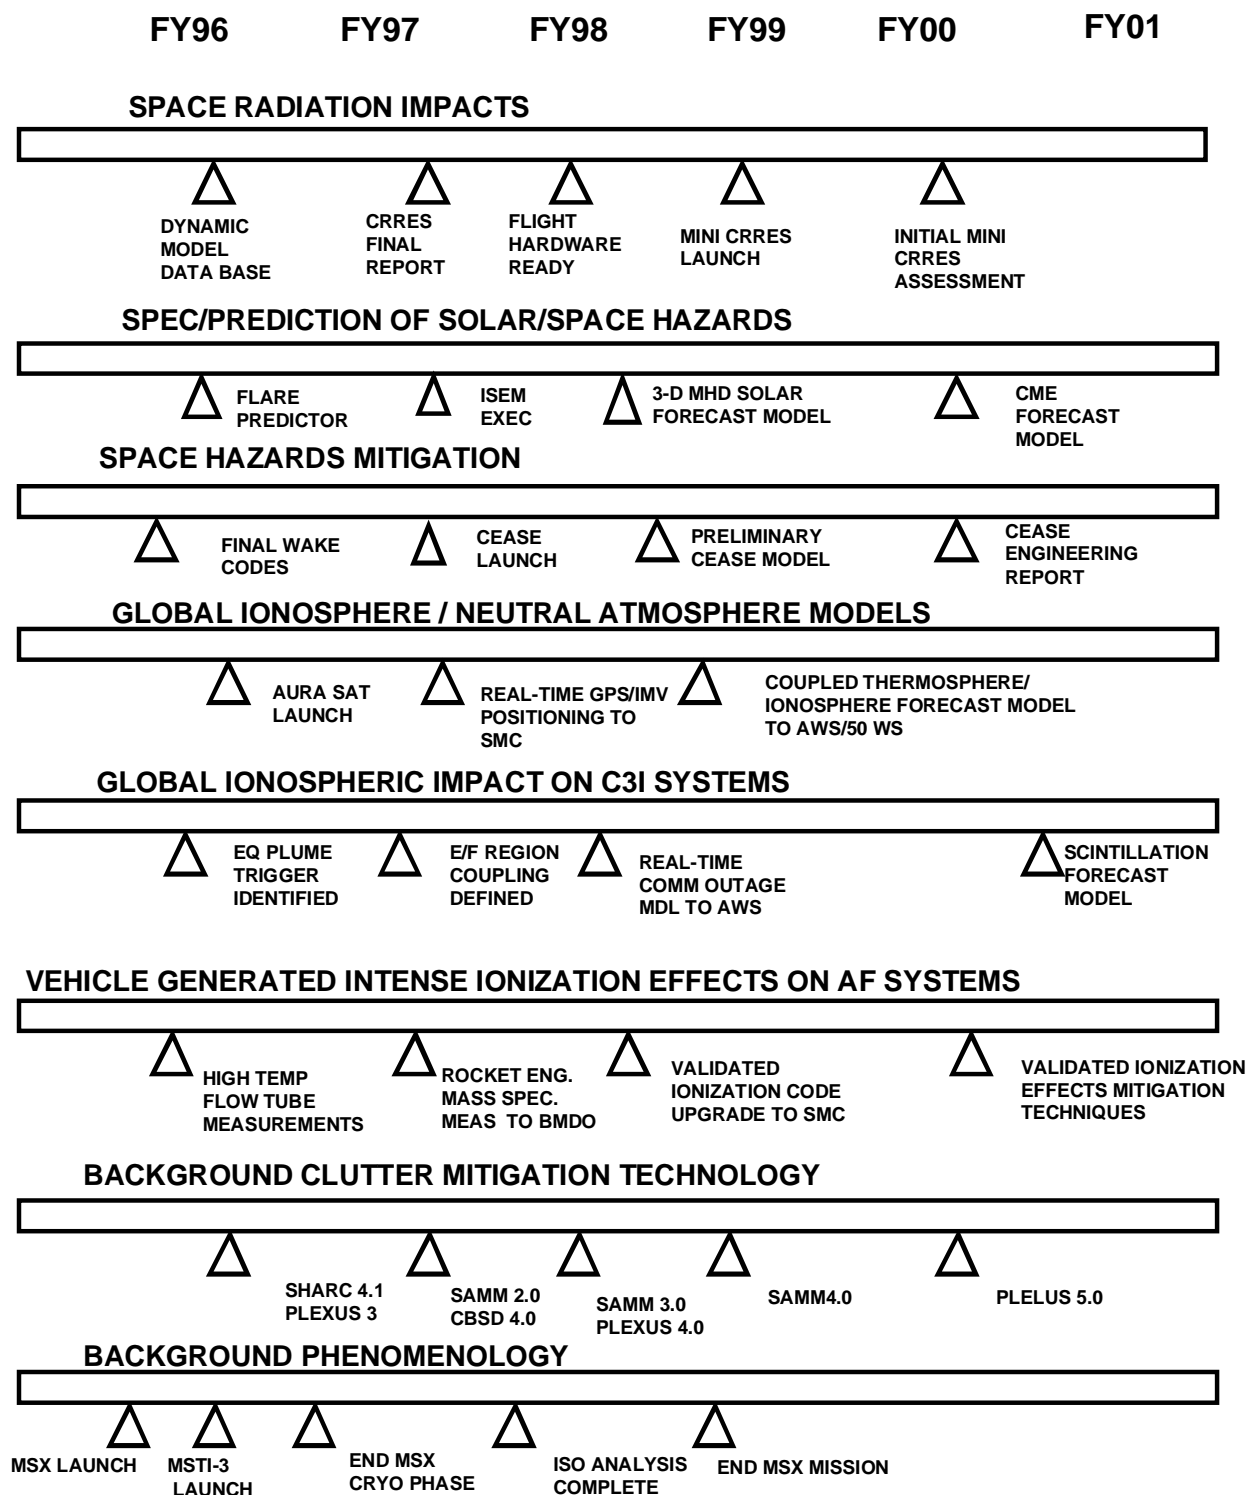 FY96 FY97 FY98 FY99 FY00 FY01
SPACE RADIATION IMPACTS
DYNAMIC
MODEL
DATA BASE
CRRES
FINAL
REPORT
FLIGHT
HARDWARE
READY
MINI CRRES
LAUNCH
INITIAL MINI
CRRES
ASSESSMENT
SPEC/PREDICTION OF SOLAR/SPACE HAZARDS
FLARE
PREDICTOR
ISEM
EXEC
3-D MHD SOLAR
FORECAST MODEL
CME
FORECAST
MODEL
SPACE HAZARDS MITIGATION
FINAL WAKE
CODES
CEASE
LAUNCH
PRELIMINARY
CEASE MODEL
CEASE
ENGINEERING
REPORT
GLOBAL IONOSPHERE / NEUTRAL ATMOSPHERE MODELS
AURA SAT
LAUNCH
REAL-TIME GPS/IMV
POSITIONING TO
SMC
COUPLED THERMOSPHERE/
IONOSPHERE FORECAST MODEL
TO AWS/50 WS
GLOBAL IONOSPHERIC IMPACT ON C3I SYSTEMS
EQ PLUME
TRIGGER
IDENTIFIED
E/F REGION
COUPLING
DEFINED
REAL-TIME
COMM OUTAGE
MDL TO AWS
SCINTILLATION
FORECAST
MODEL
VEHICLE GENERATED INTENSE IONIZATION EFFECTS ON AF SYSTEMS
HIGH TEMP
FLOW TUBE
MEASUREMENTS
ROCKET ENG.
MASS SPEC.
MEAS TO BMDO
VALIDATED
IONIZATION CODE
UPGRADE TO SMC
VALIDATED IONIZATION
EFFECTS MITIGATION
TECHNIQUES
BACKGROUND CLUTTER MITIGATION TECHNOLOGY
SHARC 4.1
PLEXUS 3
SAMM 2.0
CBSD 4.0
SAMM 3.0
PLEXUS 4.0
SAMM4.0
PLELUS 5.0
BACKGROUND PHENOMENOLOGY
MSX LAUNCH
MSTI-3
LAUNCH
END MSX
CRYO PHASE
ISO ANALYSIS
COMPLETE
END MSX MISSION